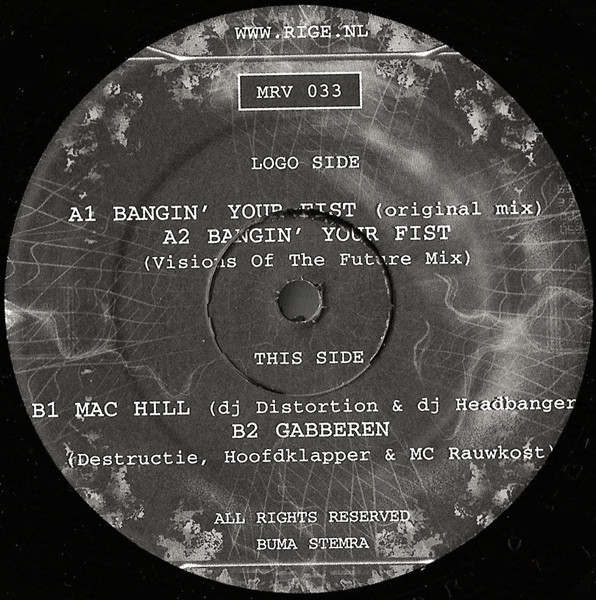 WWW.RIGE.NL
MRV 033
LOGO SIDE
A1 BANGIN' YOUR FIST (original mix)
A2 BANGIN' YOUR FIST
(Visions Of The Future Mix)
THIS SIDE
B1 MAC HILL (dj Distortion & dj Headbanger
B2 GABBEREN
(Destructie, Hoofdklapper & MC Rauwkost)
ALL RIGHTS RESERVED
BUMA STEMRA